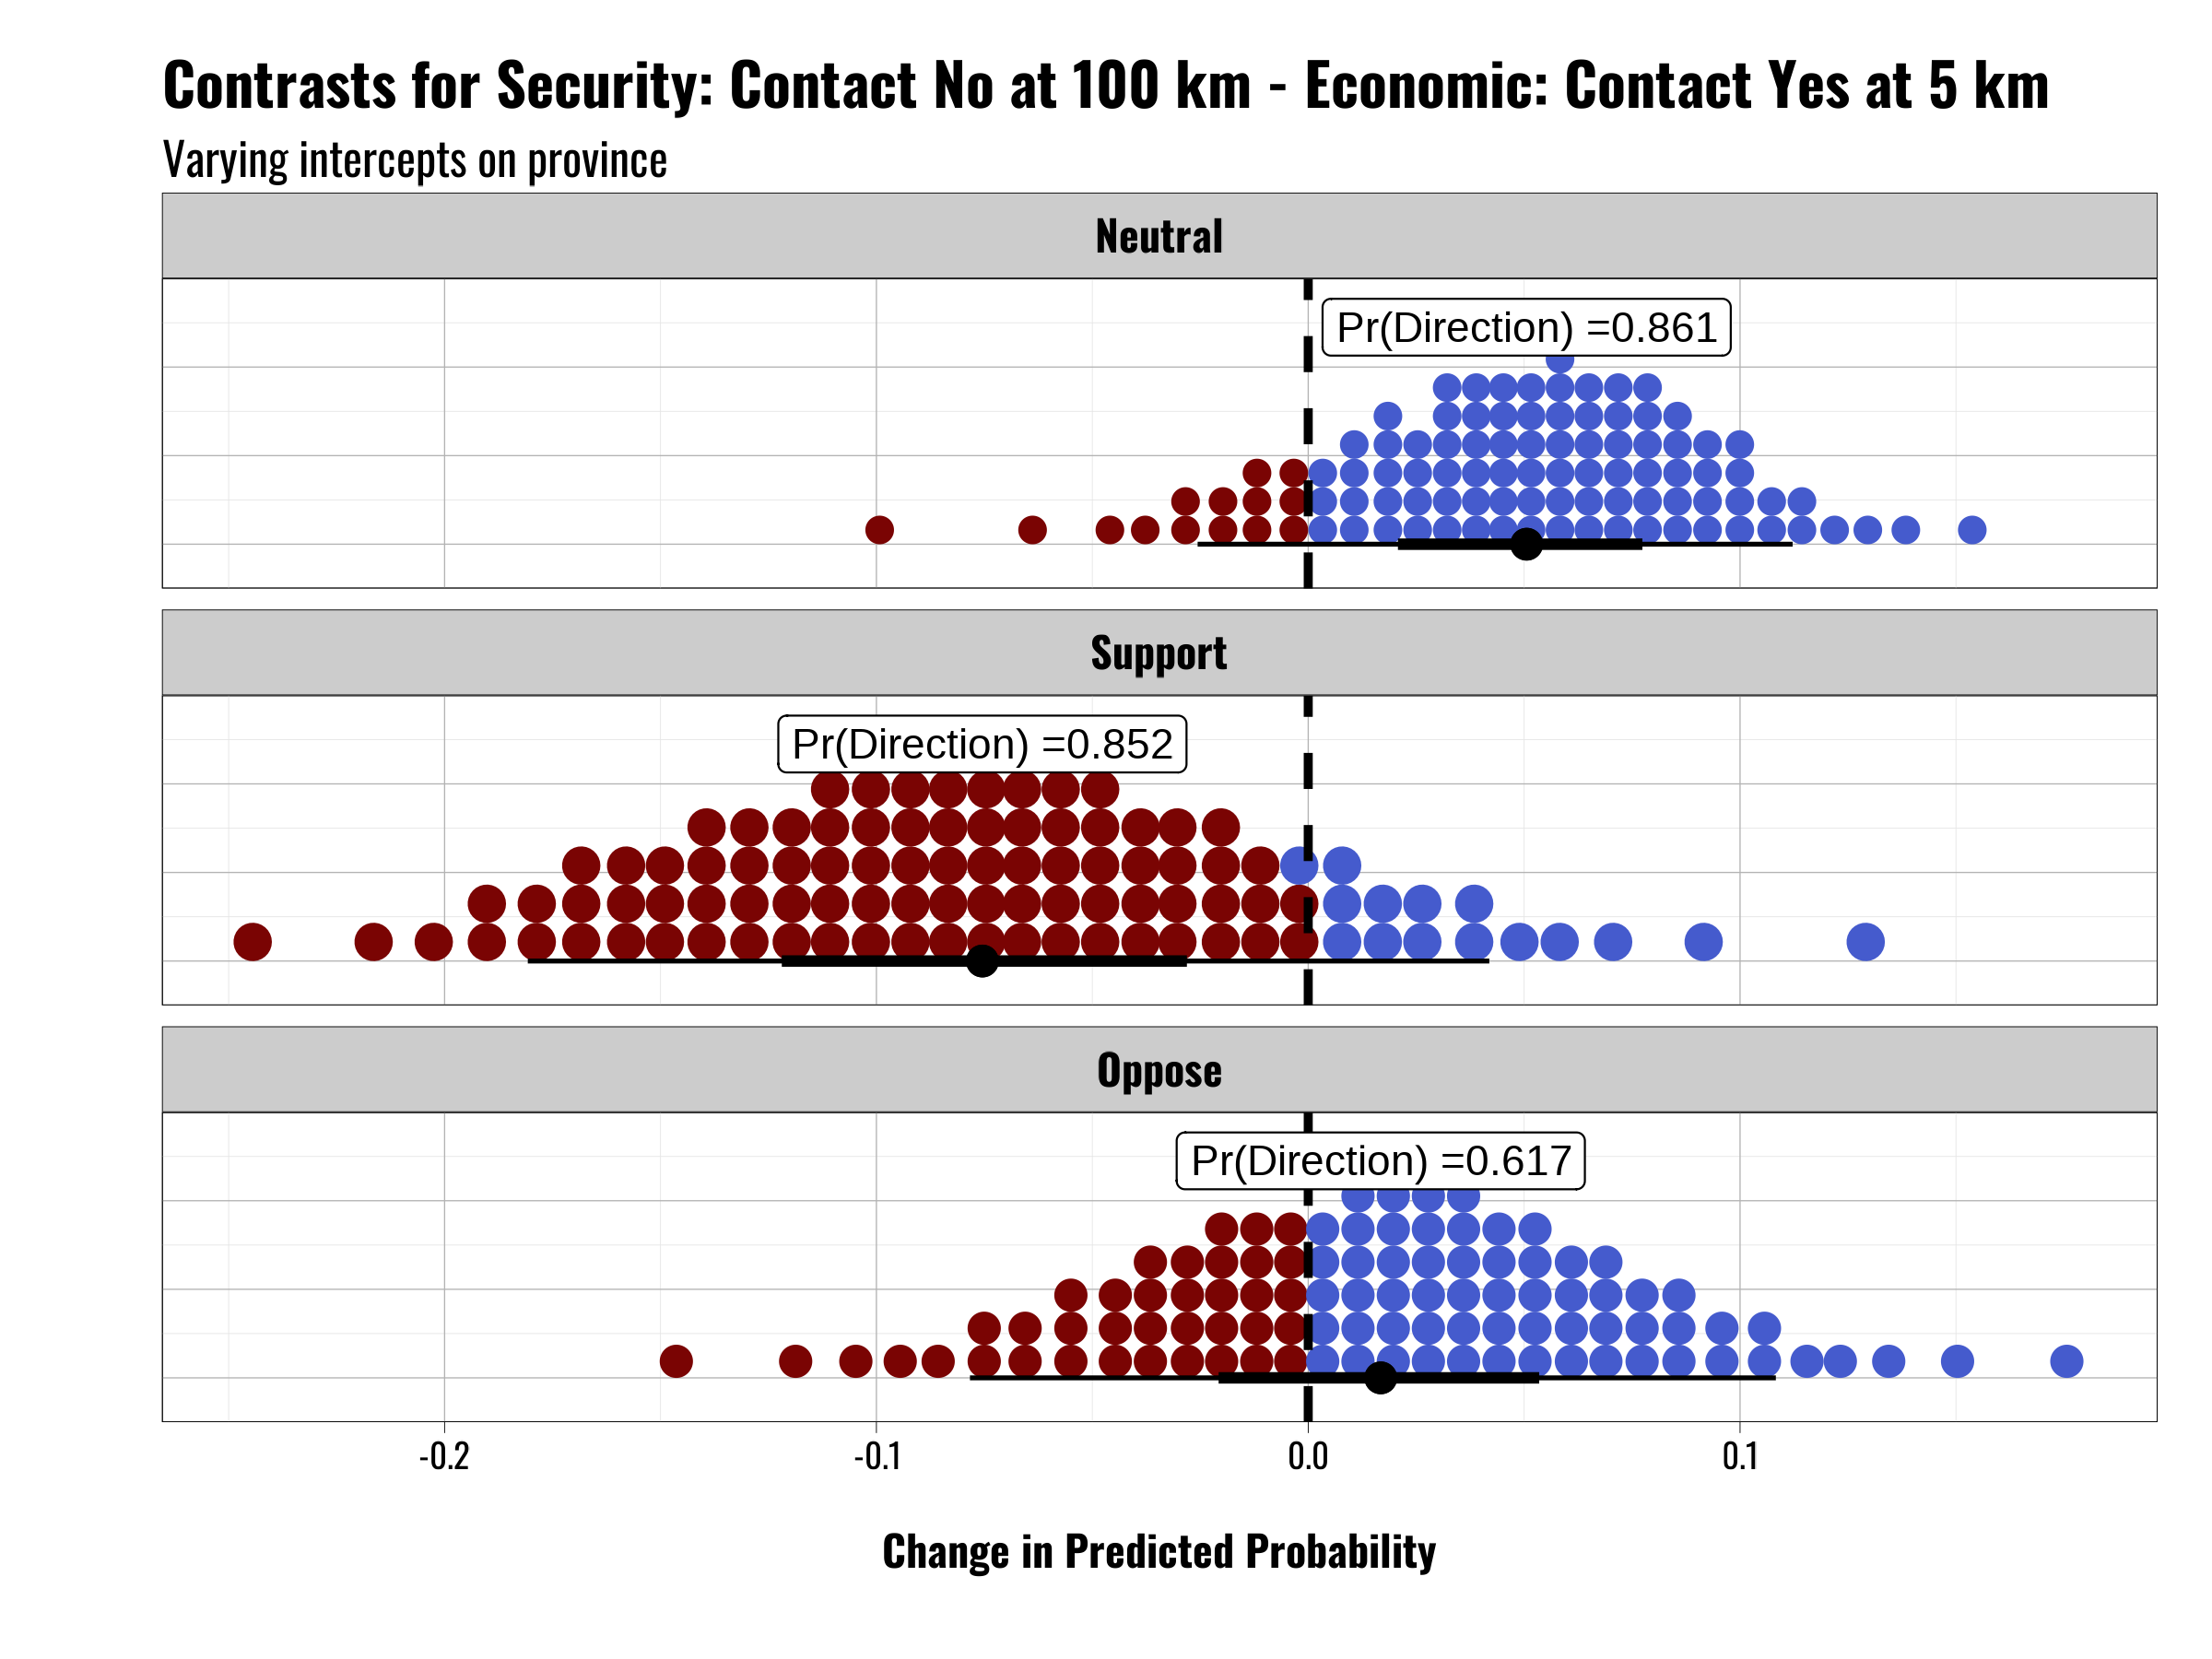 Contrasts for Security: Contact No at 100 km - Economic: Contact Yes at 5 km
Varying intercepts on province
Neutral
Pr(Direction) =0.861
Support
Pr(Direction) =0.852
Oppose
Pr(Direction) =0.617
-0.2 -0.1 0.0 0.1
Change in Predicted Probability